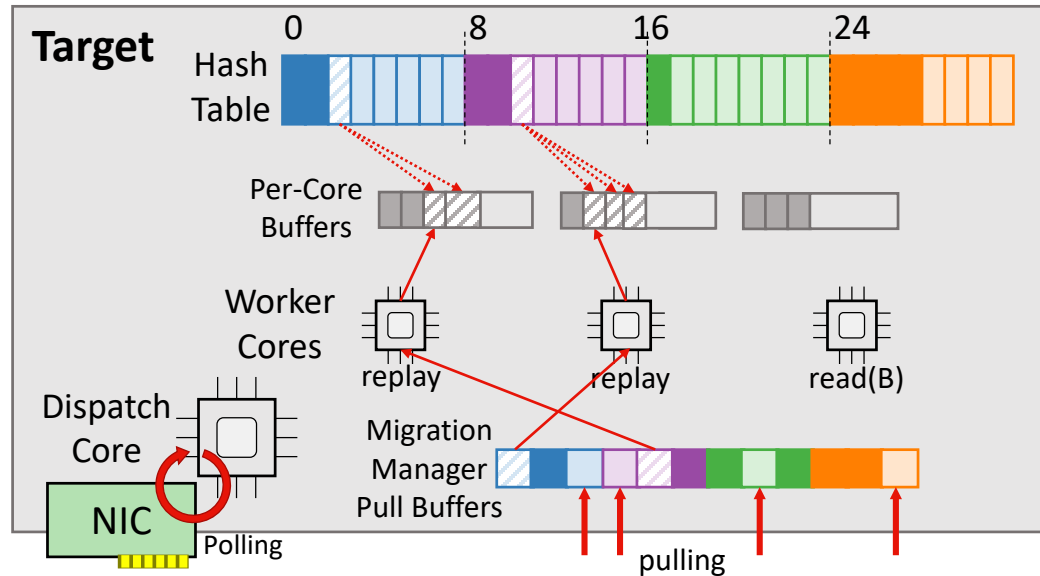 Target
0 8 16 24
Hash
Table
Per-Core
Buffers
Worker
Cores
replay replay read(B)
Dispatch
Core
Migration
Manager
Pull Buffers
NIC
Polling
pulling